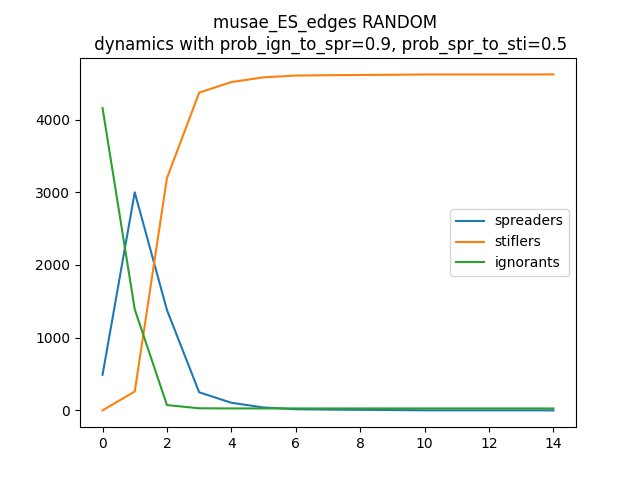 musae_ES_edges RANDOM
dynamics with prob_ign_to_spr=0.9, prob_spr_to_sti=0.5
4000
3000
2000
1000
0
spreaders
stiflers
ignorants
0 2 4 6 8 10 12 14